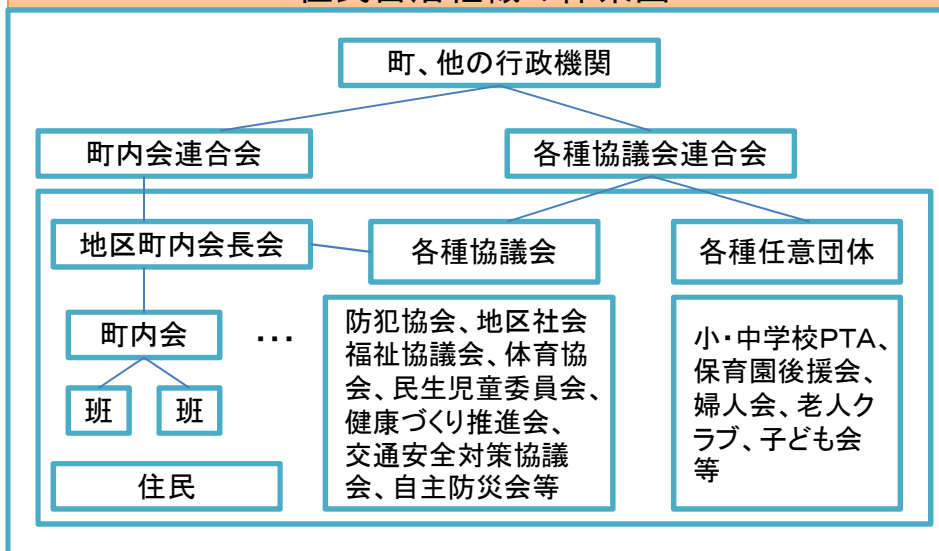 町、他の行政機関
町内会連合会
各種協議会連合会
地区町内会長会
各種協議会
各種任意団体
町内会
…
班
班
住民
防犯協会、地区社会
福祉協議会、体育協
会、民生児童委員会、
健康づくり推進会、
交通安全対策協議
会、自主防災会等
小・中学校PTA、
保育園後援会、
婦人会、老人ク
ラブ、子ども会
等